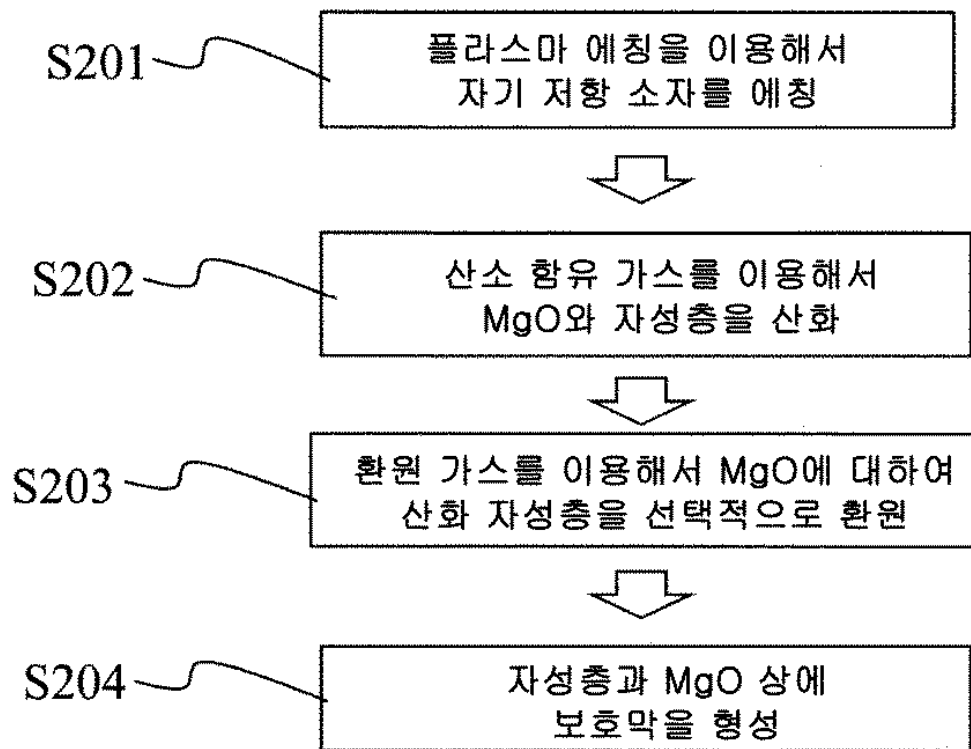 S201
플라스마 에칭을 이용해서
자기 저항 소자를 에칭
S202
산소 함유 가스를 이용해서
MgO와 자성층을 산화
S203
환원 가스를 이용해서 MgO에 대하여
산화 자성층을 선택적으로 환원
S204
자성층과 MgO 상에
보호막을 형성